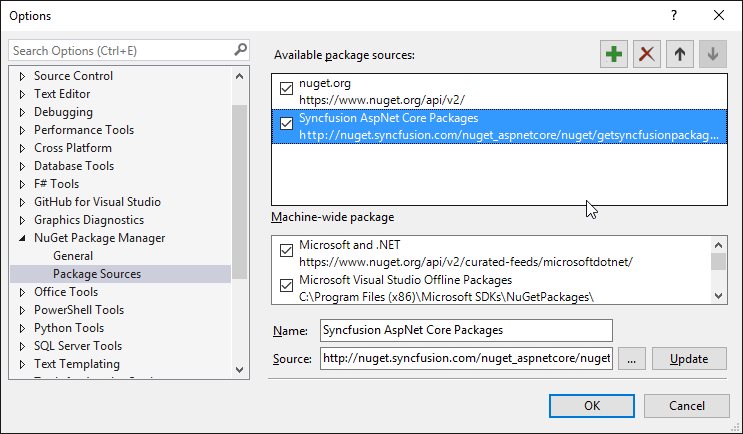 Options
Search Options (Ctrl+E)
Source Control
Text Editor
Debugging
Performance Tools
Cross Platform
Database Tools
F# Tools
GitHub for Visual Studio
Graphics Diagnostics
NuGet Package Manager
General
Package Sources
Office Tools
PowerShell Tools
Python Tools
SQL Server Tools
Text Templating
Available package sources:
nuget.org
https://www.nuget.org/api/v2/
Syncfusion AspNet Core Packages
http://nuget.syncfusion.com/nuget_aspnetcore/nuget/getsyncfusionpackag...
Machine-wide package
Microsoft and .NET
https://www.nuget.org/api/v2/curated-feeds/microsoftdotnet/
Microsoft Visual Studio Offline Packages
C:\Program Files (x86)\Microsoft SDKs\NuGetPackages\
Name: Syncfusion AspNet Core Packages
Source: http://nuget.syncfusion.com/nuget_aspnetcore/nuget ... Update
OK Cancel